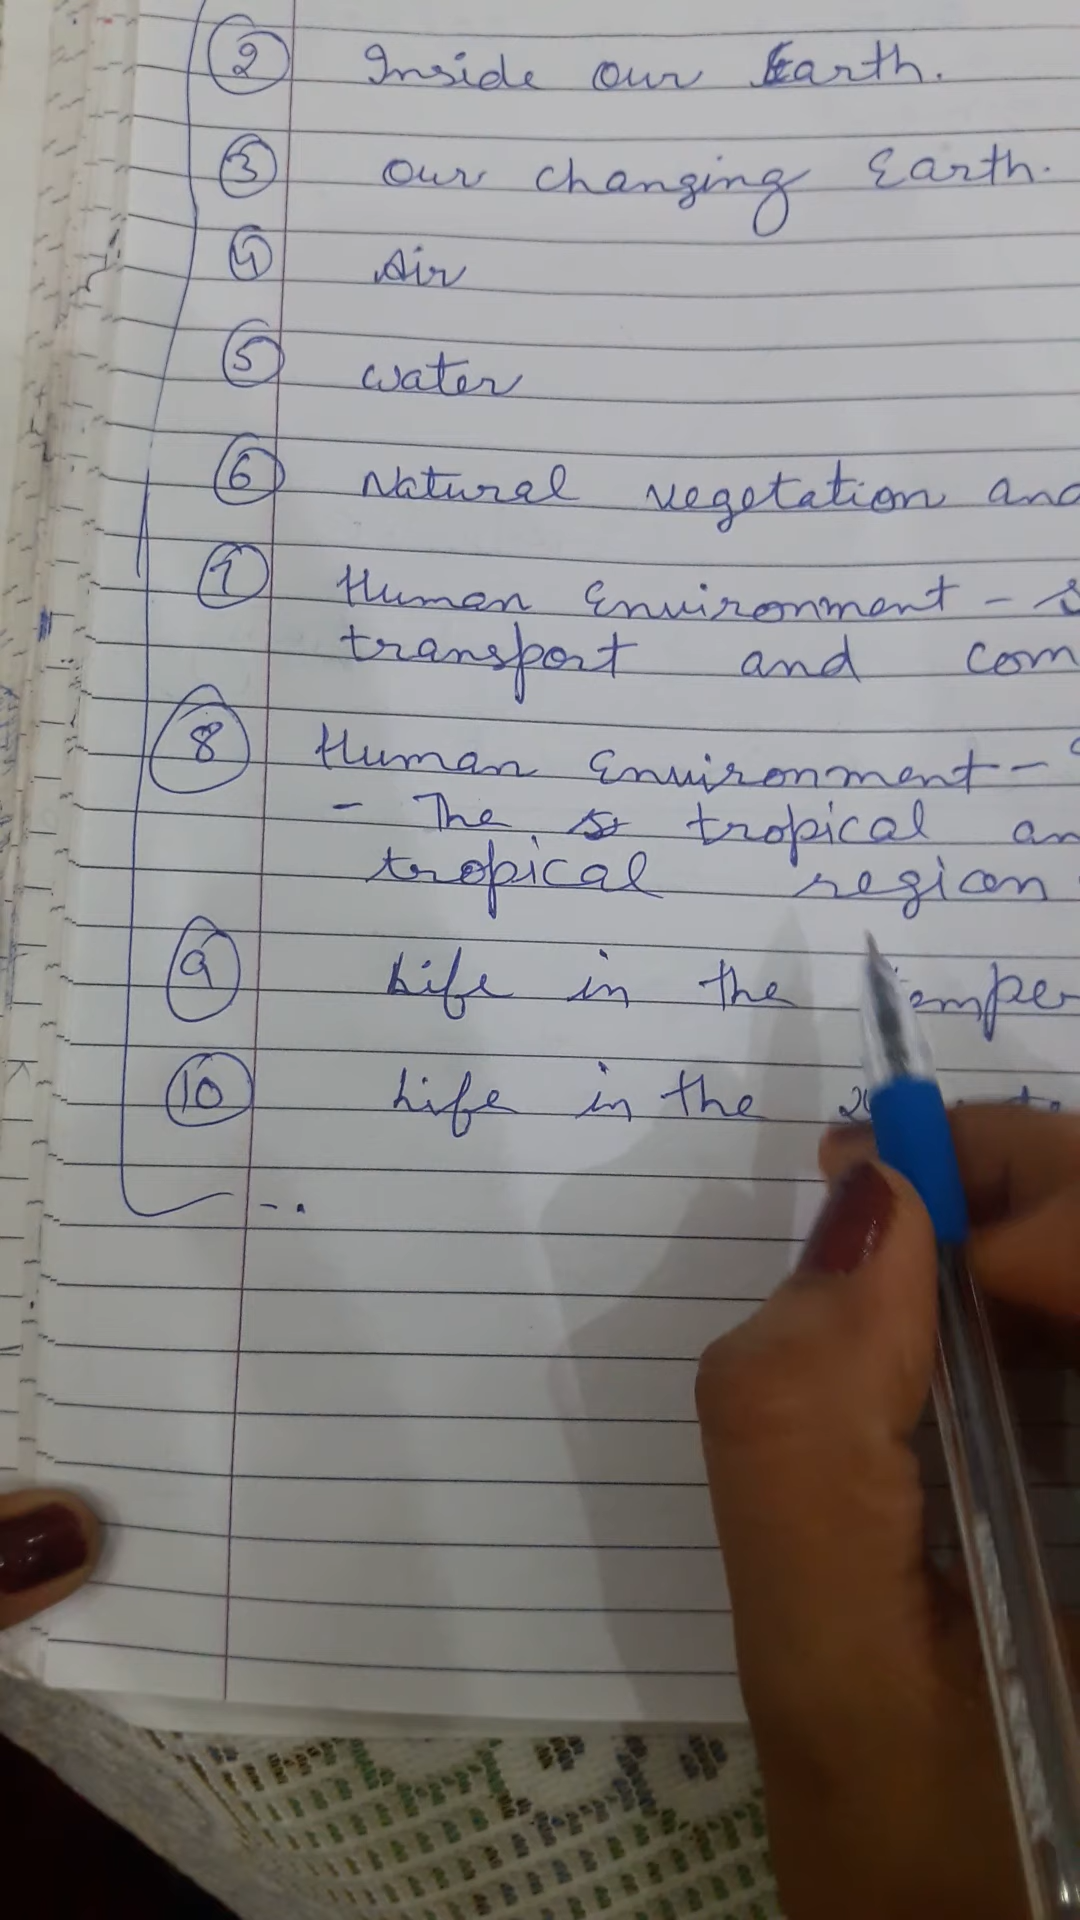 2 Inside our Earth.
3 our changing Earth.
4 Air
5 water
6 Natural vegetation and
7 Human Environment -
transport and com
8 Human Environment -
- The tropical an
tropical region
9 Life in the temper
10 Life in the